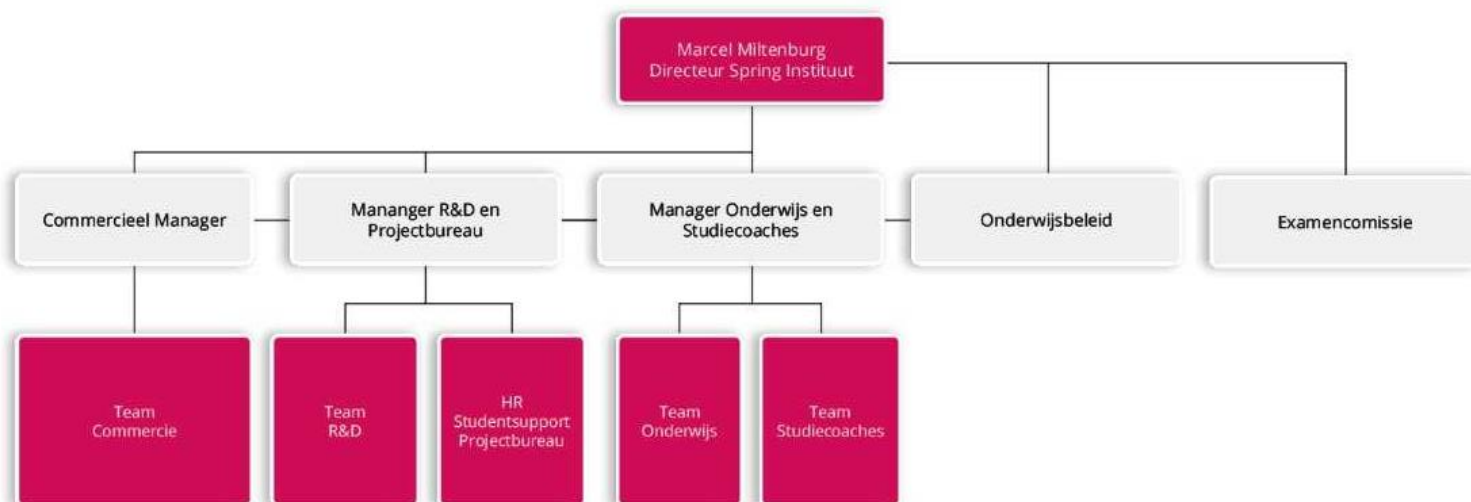 Marcel Miltenburg
Directeur Spring Instituut
Commercieel Manager
Mananger R&D en
Projectbureau
Manager Onderwijs en
Studiecoaches
Onderwijsbeleid
Examencomissie
Team
Commercie
Team
R&D
HR
Studentsupport
Projectbureau
Team
Onderwijs
Team
Studiecoaches